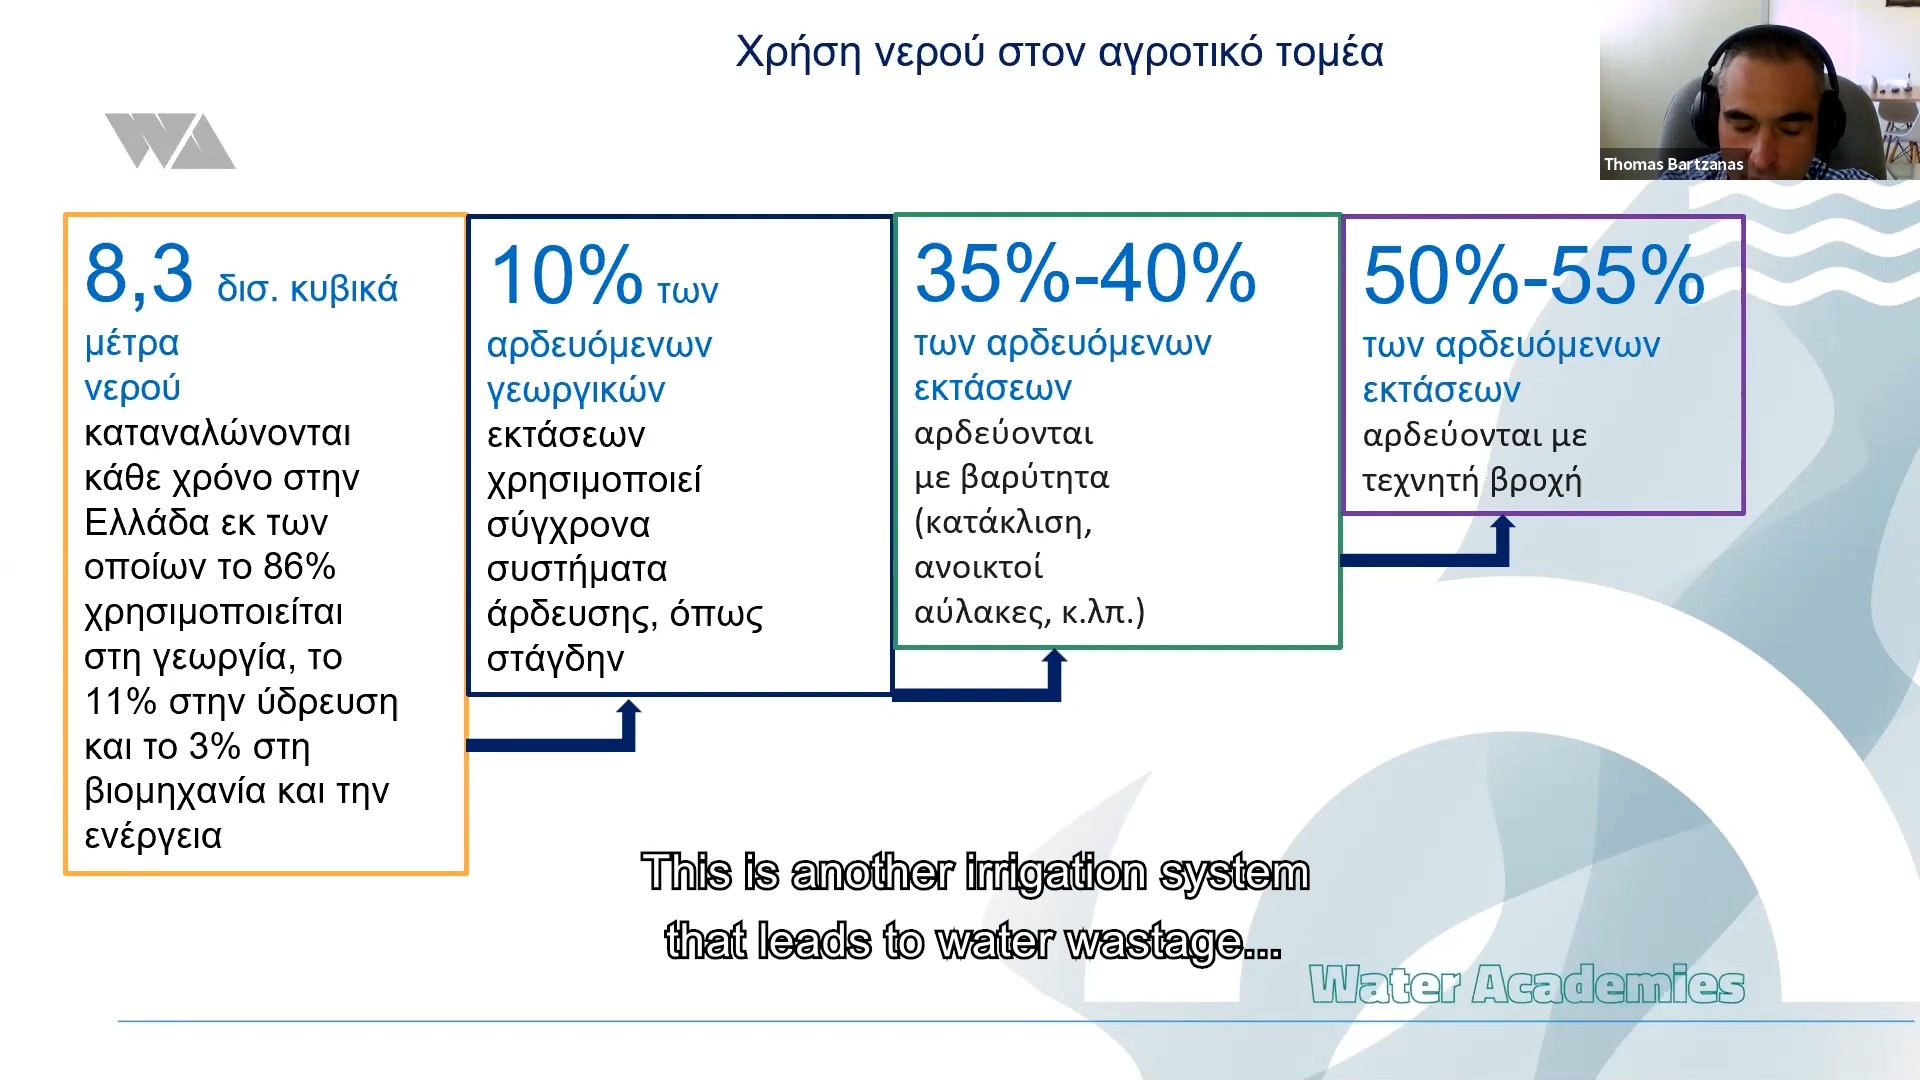 Χρήση νερού στον αγροτικό τομέα
Thomas Bartzanas
WA
8,3 δισ. κυβικά
μέτρα
νερού
καταναλώνονται
κάθε χρόνο στην
Ελλάδα εκ των
οποίων το 86%
χρησιμοποιείται
στη γεωργία, το
11% στην ύδρευση
και το 3% στη
βιομηχανία και την
ενέργεια
10% των
αρδευόμενων
γεωργικών
εκτάσεων
χρησιμοποιεί
σύγχρονα
συστήματα
άρδευσης, όπως
στάγδην
35%-40%
των αρδευόμενων
εκτάσεων
αρδεύονται
με βαρύτητα
(κατάκλιση,
ανοικτοί
αύλακες, κ.λπ.)
50%-55%
των αρδευόμενων
εκτάσεων
αρδεύονται με
τεχνητή βροχή
This is another irrigation system
that leads to water wastage...
Water Academies